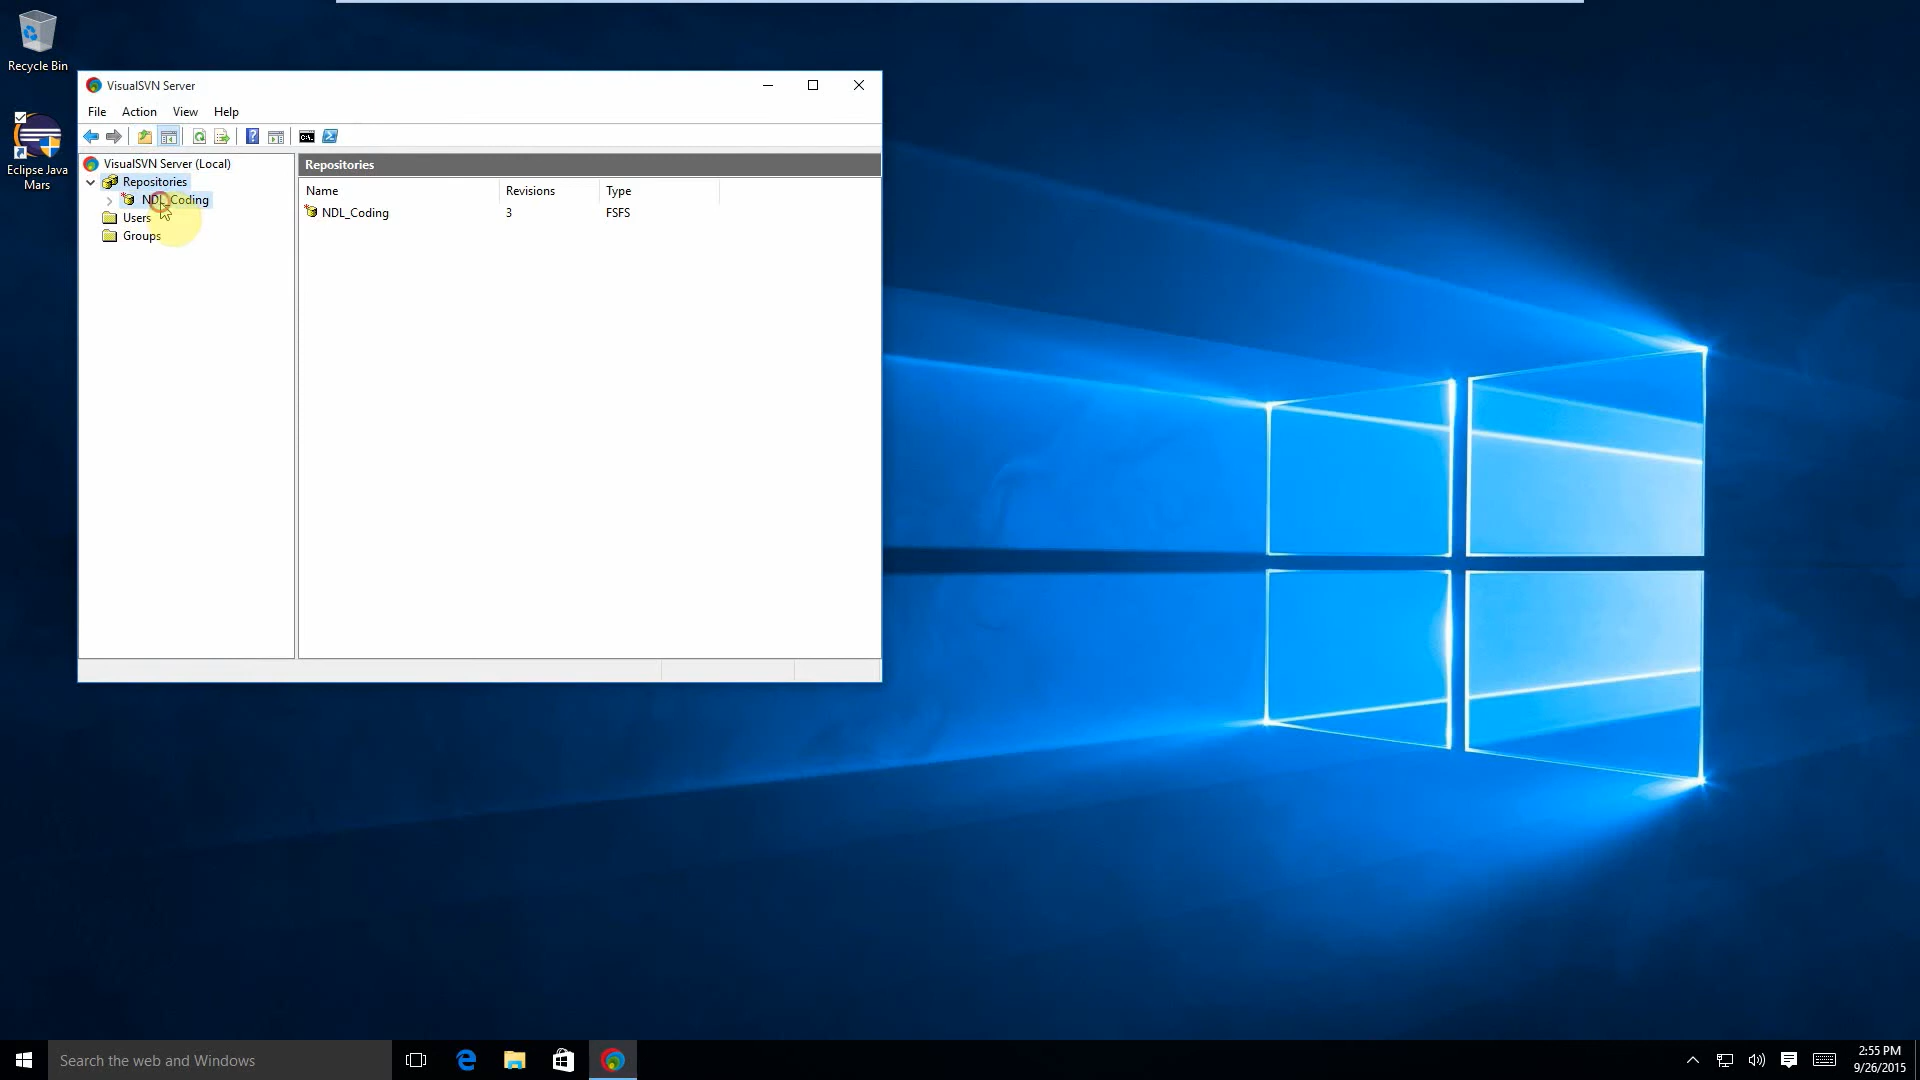 Recycle Bin
Eclipse Java
Mars
VisualSVN Server
File Action View Help
VisualSVN Server (Local)
Repositories
NDL_Coding
Users
Groups
Repositories
Name Revisions Type
NDL_Coding 3 FSFS
Search the web and Windows
2:55 PM
9/26/2015